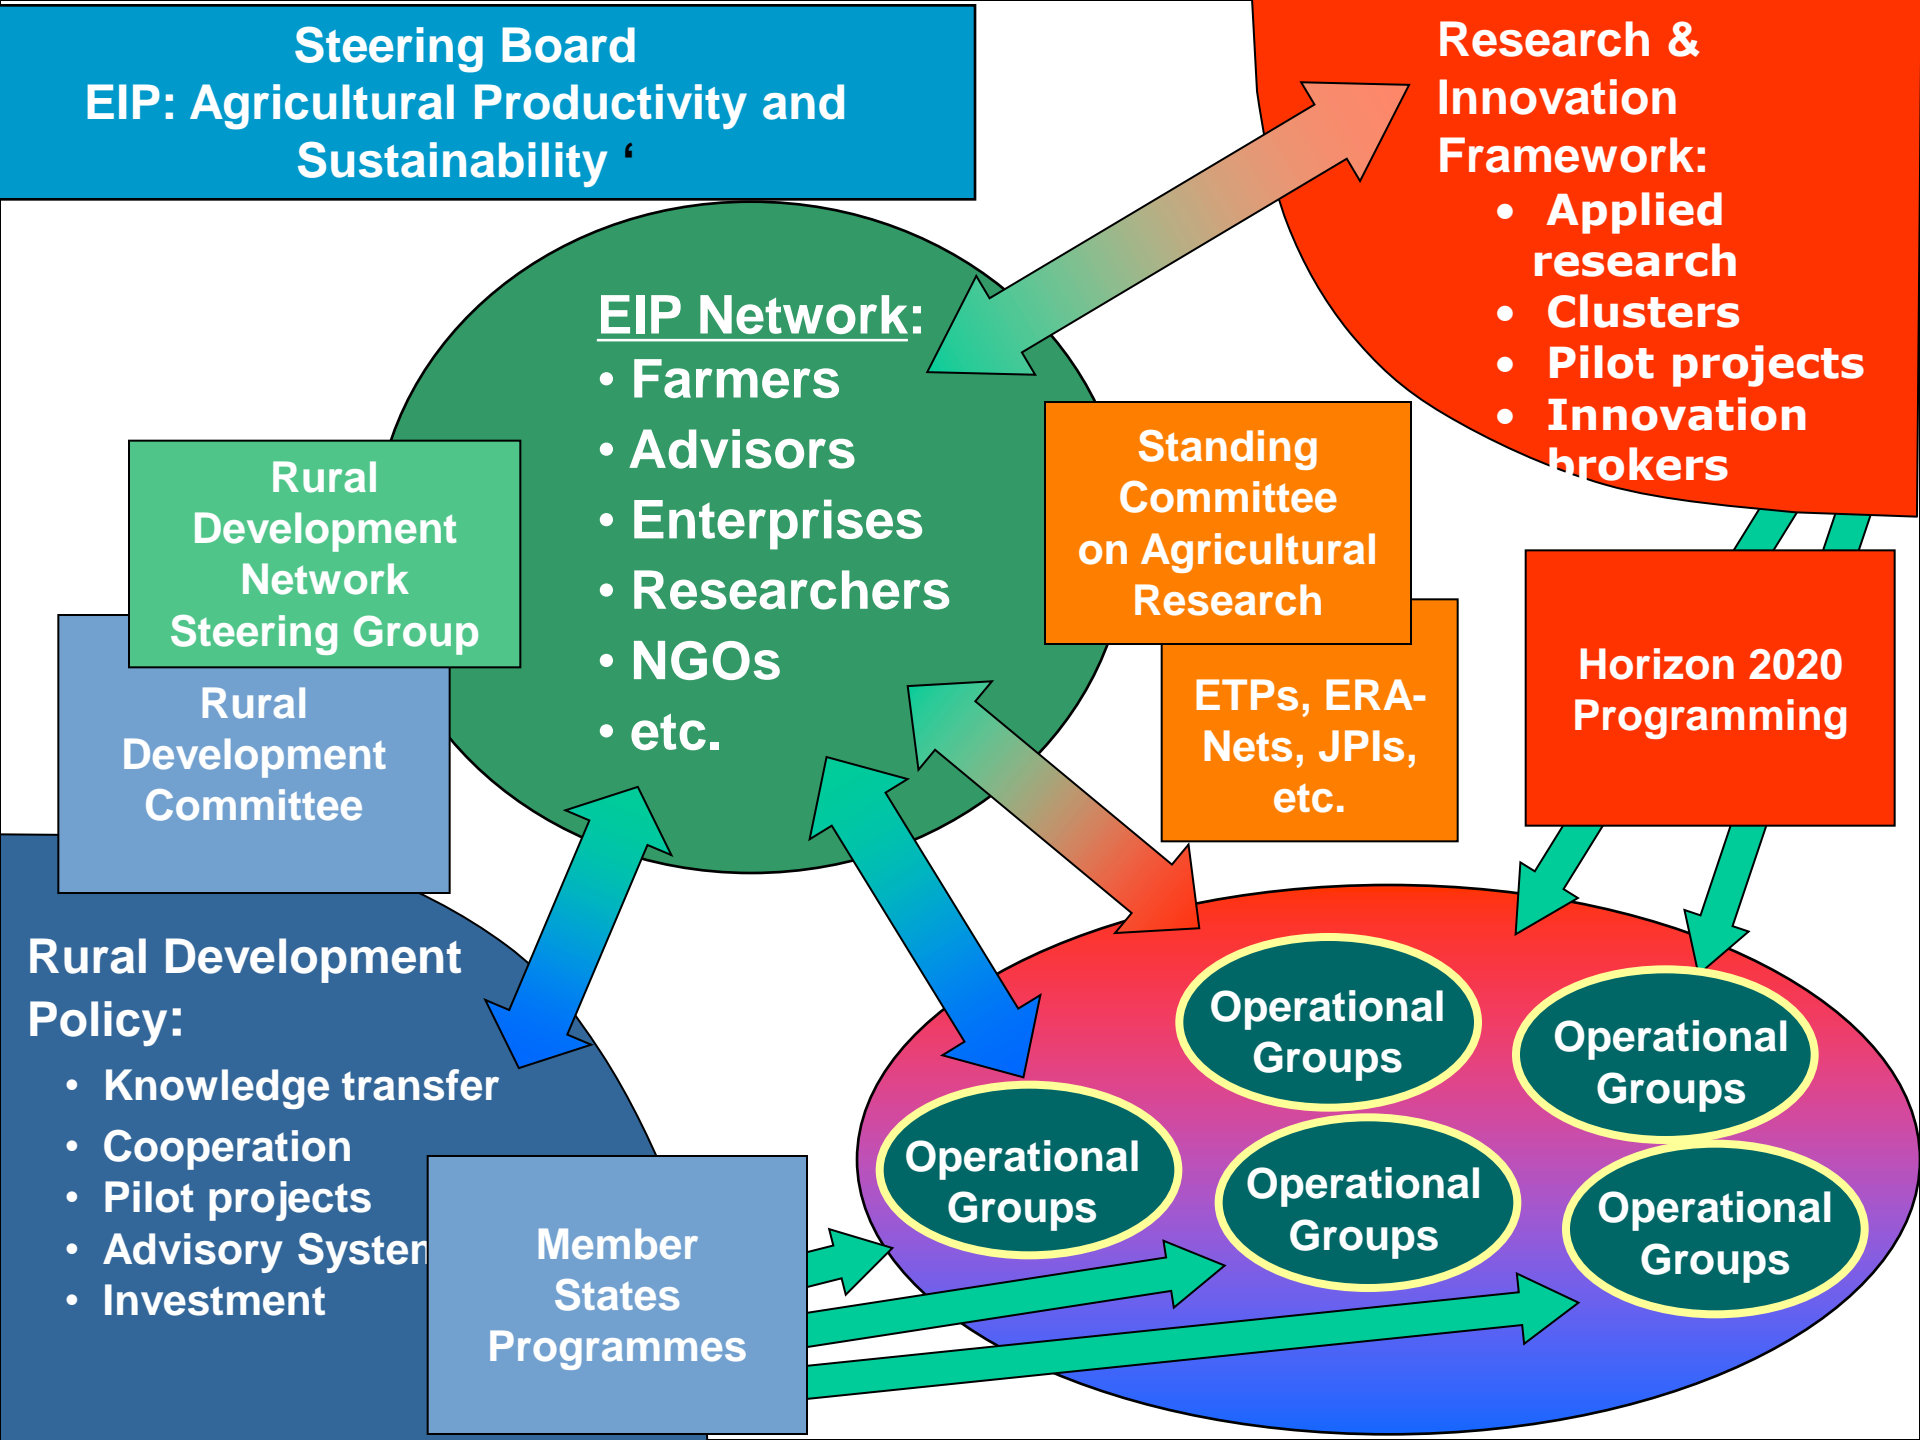 Steering Board
EIP: Agricultural Productivity and
Sustainability ‘
Research &
Innovation
Framework:
• Applied
research
• Clusters
• Pilot projects
• Innovation
brokers
EIP Network:
• Farmers
• Advisors
• Enterprises
• Researchers
• NGOs
• etc.
Rural
Development
Network
Steering Group
Rural
Development
Committee
Standing
Committee
on Agricultural
Research
ETPs, ERA-
Nets, JPIs,
etc.
Horizon 2020
Programming
Rural Development
Policy:
• Knowledge transfer
• Cooperation
• Pilot projects
• Advisory System
• Investment
Member
States
Programmes
Operational
Groups
Operational
Groups
Operational
Groups
Operational
Groups
Operational
Groups